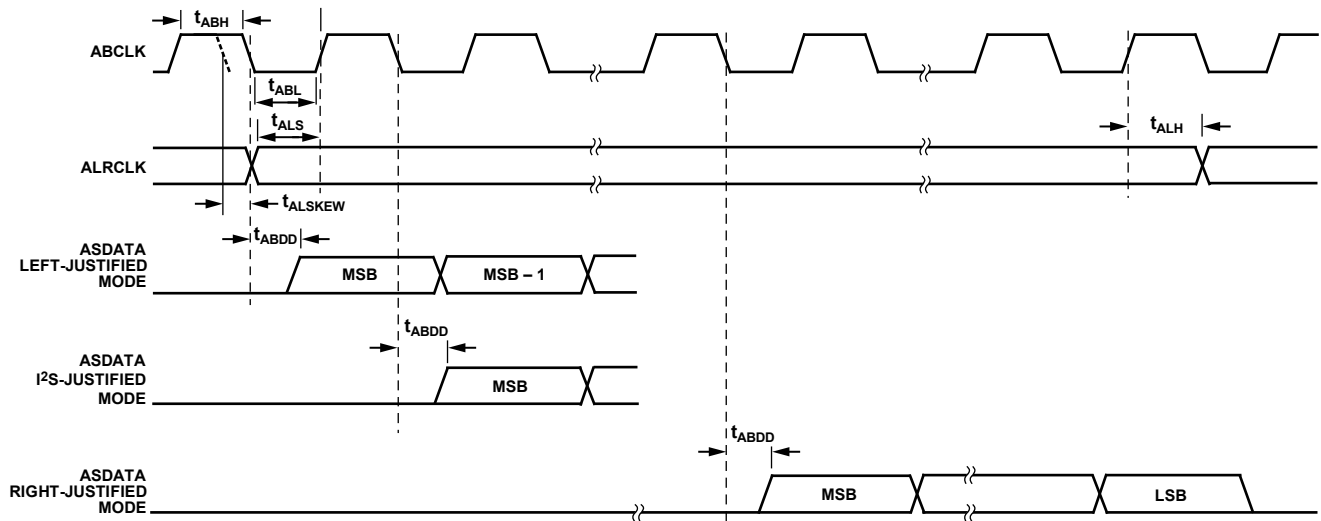 tABH
ABCLK
tABL
tALS
tALH
ALRCLK
tALSKEW
tABDD
ASDATA
LEFT-JUSTIFIED
MODE
MSB
MSB – 1
tABDD
ASDATA
I²S-JUSTIFIED
MODE
MSB
tABDD
ASDATA
RIGHT-JUSTIFIED
MODE
MSB
LSB